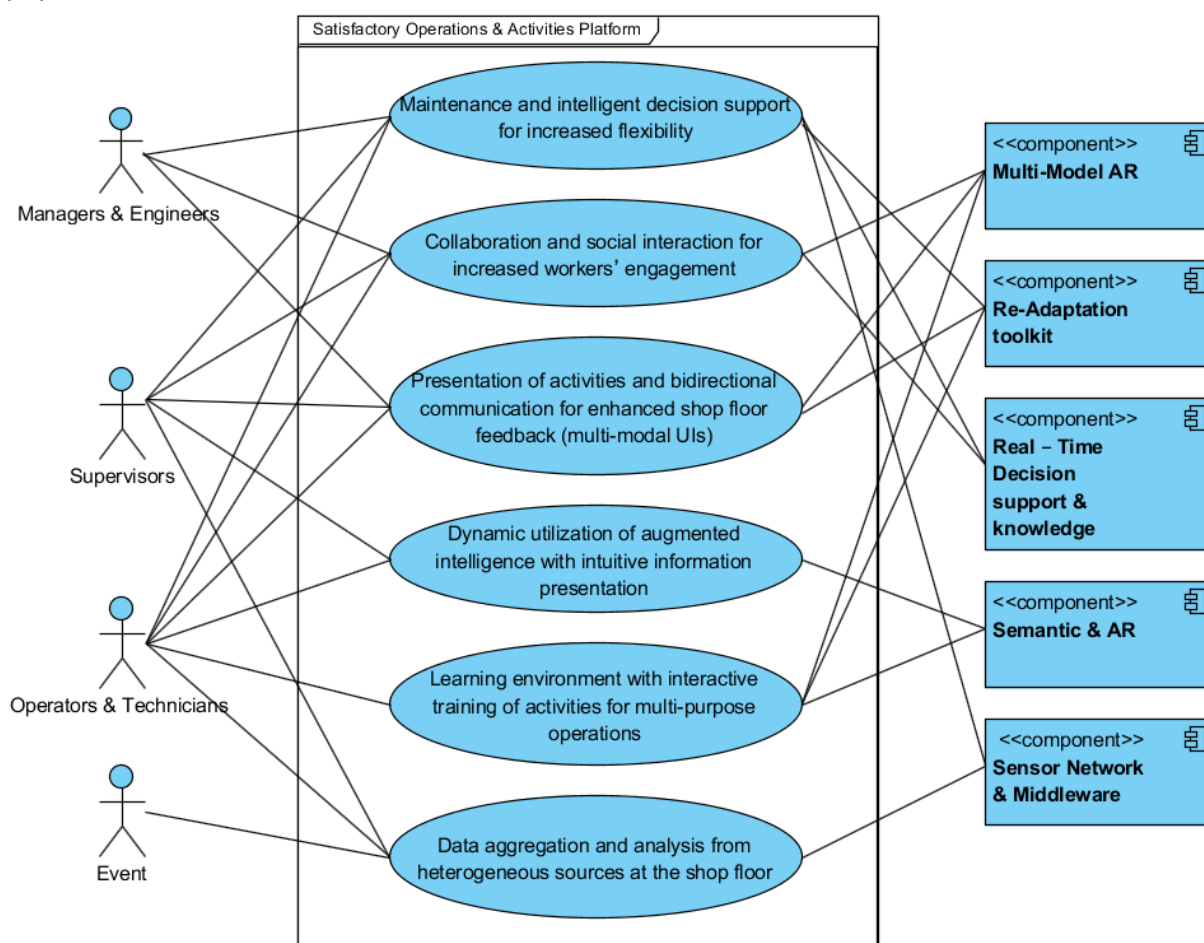 Satisfactory Operations & Activities Platform
Managers & Engineers
Supervisors
Operators & Technicians
Event
Maintenance and intelligent decision support
for increased flexibility
Collaboration and social interaction for
increased workers’ engagement
Presentation of activities and bidirectional
communication for enhanced shop floor
feedback (multi-modal UIs)
Dynamic utilization of augmented
intelligence with intuitive information
presentation
Learning environment with interactive
training of activities for multi-purpose
operations
Data aggregation and analysis from
heterogeneous sources at the shop floor
<<component>>
Multi-Model AR
<<component>>
Re-Adaptation
toolkit
<<component>>
Real – Time
Decision
support &
knowledge
<<component>>
Semantic & AR
<<component>>
Sensor Network
& Middleware